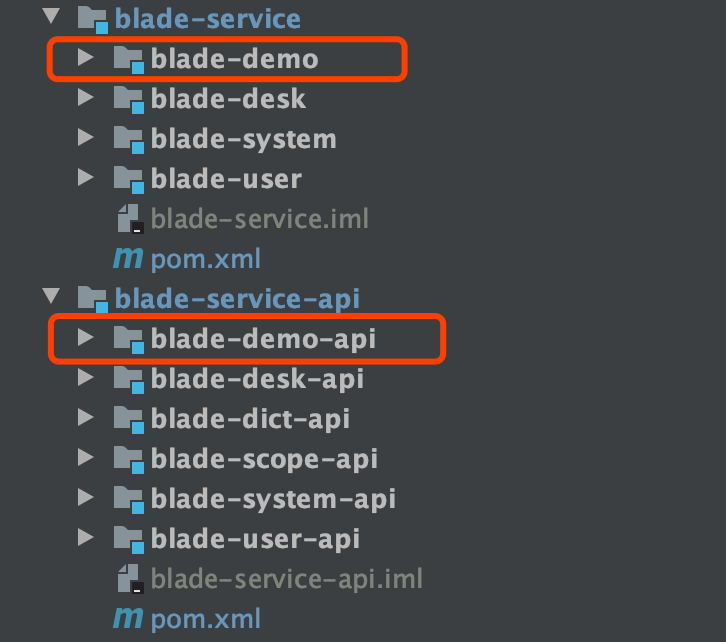 blade-service
blade-demo
blade-desk
blade-system
blade-user
blade-service.iml
m pom.xml
blade-service-api
blade-demo-api
blade-desk-api
blade-dict-api
blade-scope-api
blade-system-api
blade-user-api
blade-service-api.iml
m pom.xml